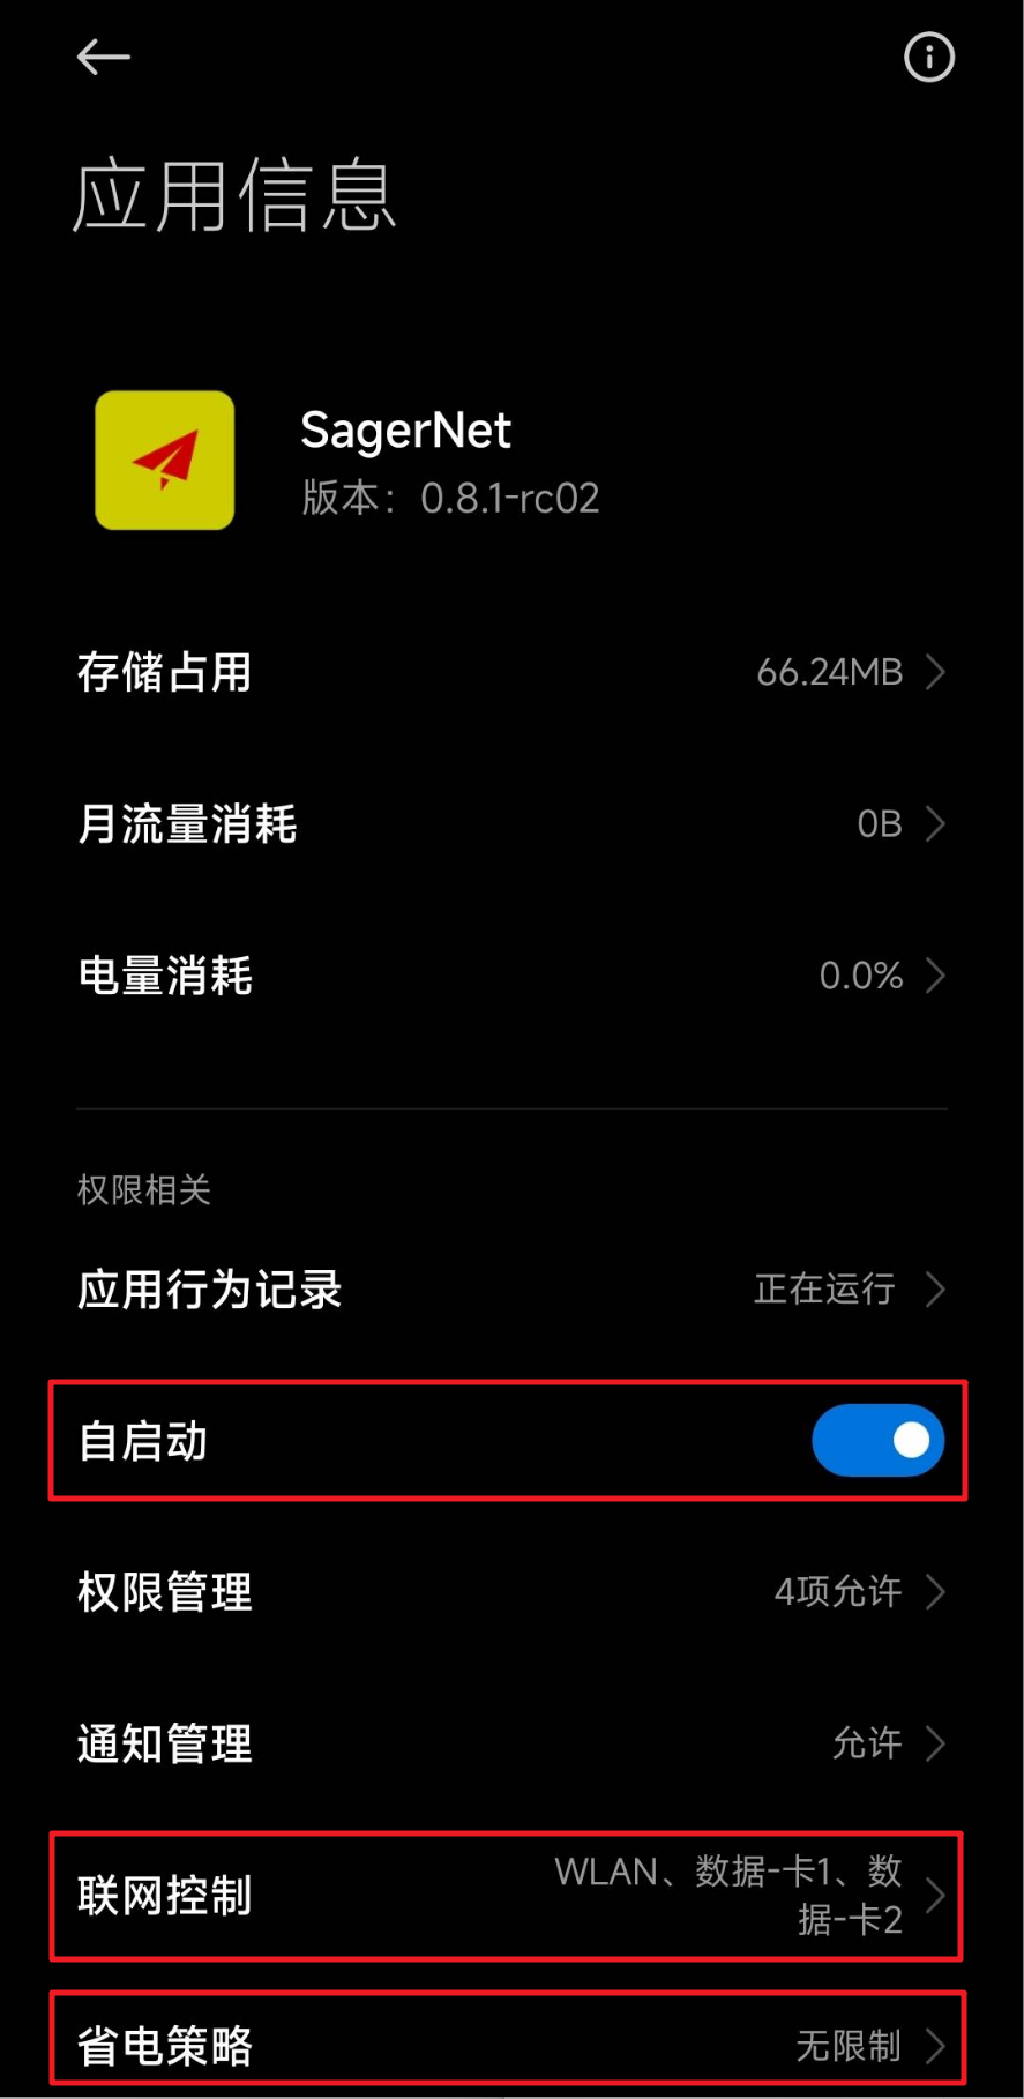 应用信息
SagerNet
版本：0.8.1-rc02
存储占用 66.24MB
月流量消耗 0B
电量消耗 0.0%
权限相关
应用行为记录 正在运行
自启动
权限管理 4项允许
通知管理 允许
联网控制 WLAN、数据-卡1、数
据-卡2
省电策略 无限制